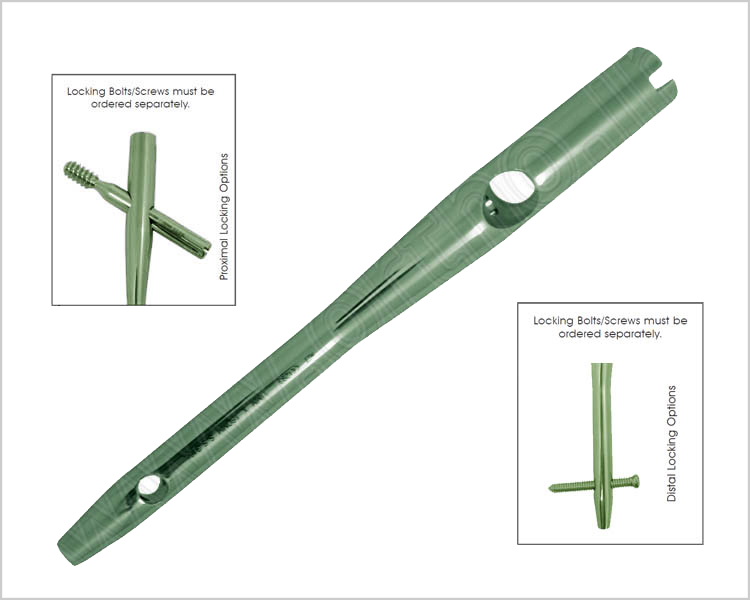 Locking Bolts/Screws must be
ordered separately.
Proximal Locking Options
Locking Bolts/Screws must be
ordered separately.
Distal Locking Options